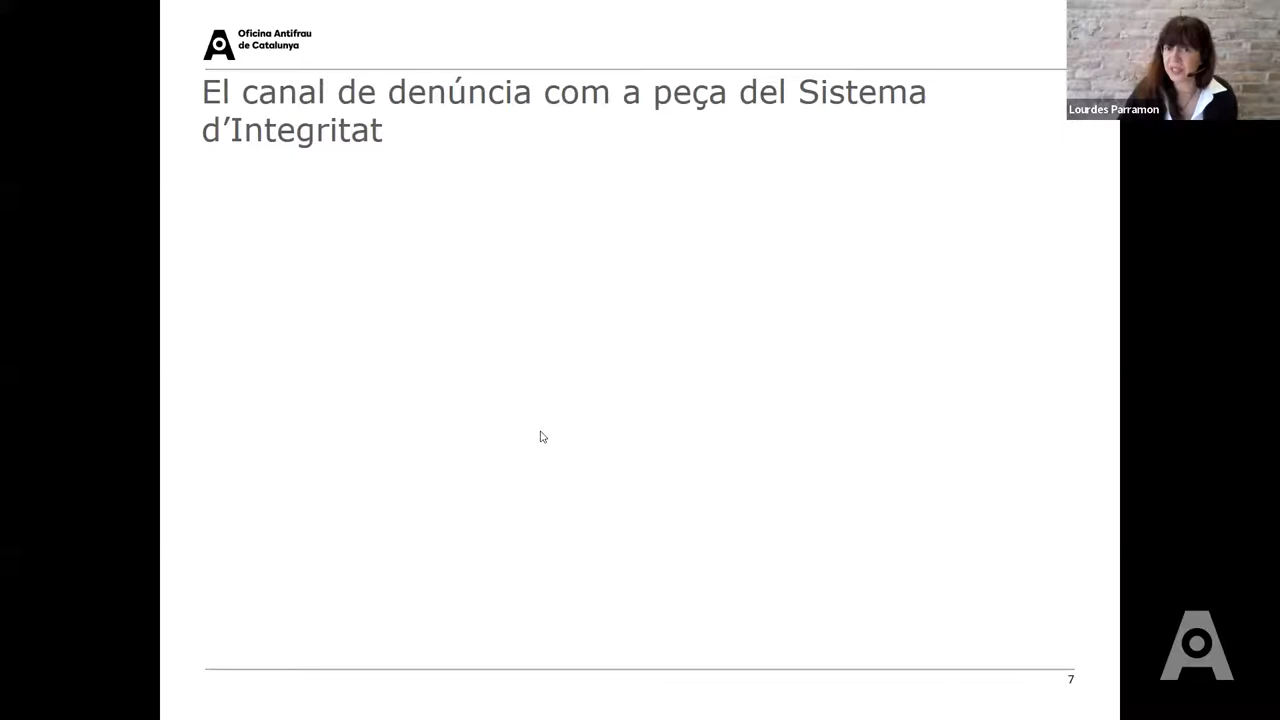 Oficina Antifrau
de Catalunya
El canal de denúncia com a peça del Sistema
d’Integritat
Lourdes Parramon
7